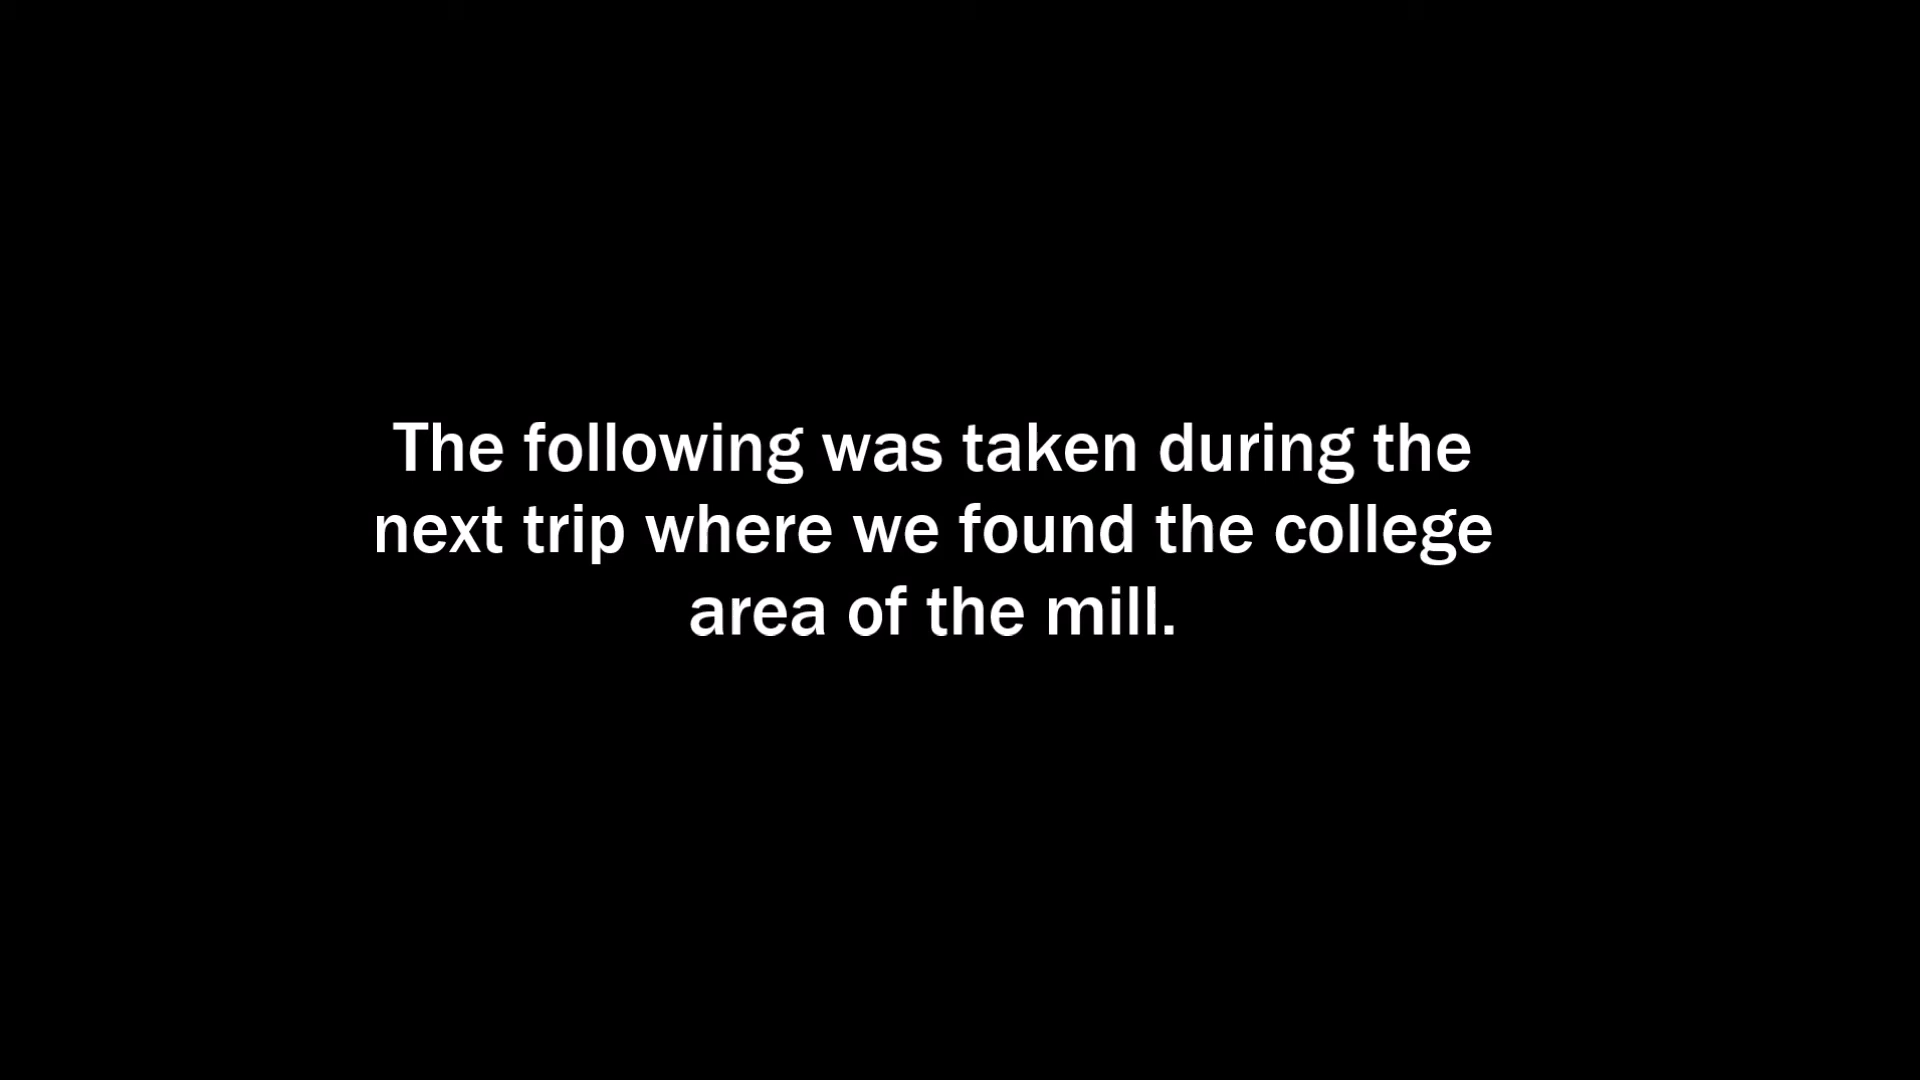 The following was taken during the
next trip where we found the college
area of the mill.